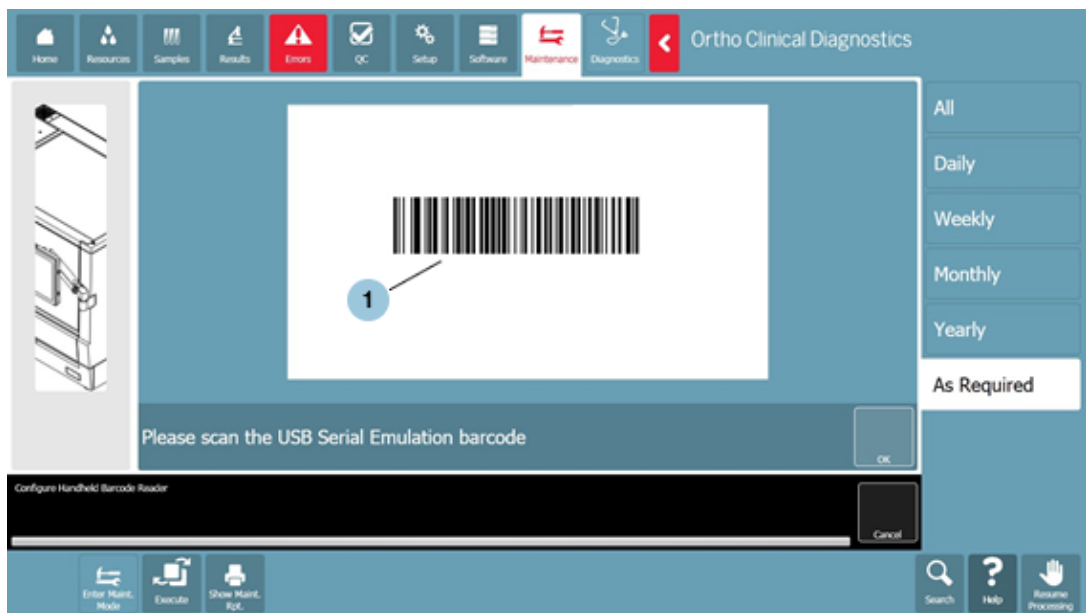 Home
Resources
Samples
Results
Errors
QC
Setup
Software
Maintenance
Diagnostics
Ortho Clinical Diagnostics
All
Daily
Weekly
Monthly
Yearly
As Required
1
Please scan the USB Serial Emulation barcode
OK
Configure Handheld Barcode Reader
Cancel
Enter Maint.
Mode
Execute
Show Maint.
Rpt.
Search
Help
Resume
Processing